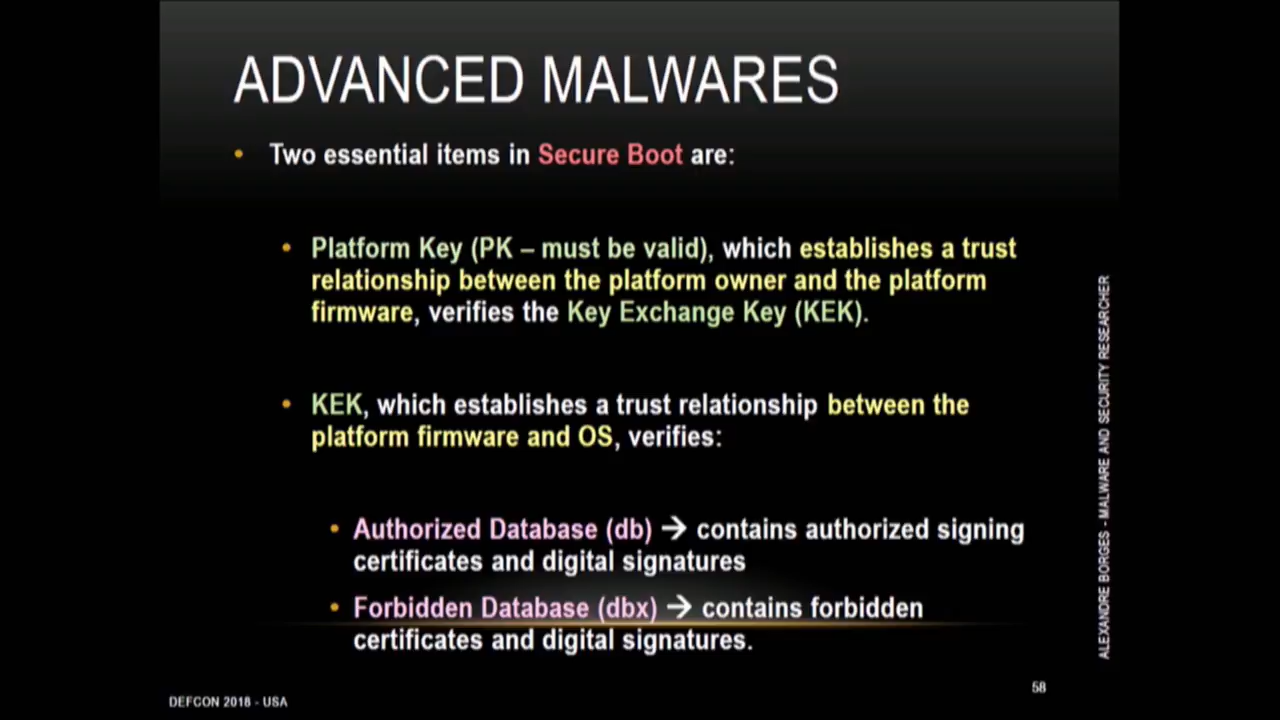 ADVANCED MALWARES
• Two essential items in Secure Boot are:
• Platform Key (PK – must be valid), which establishes a trust
relationship between the platform owner and the platform
firmware, verifies the Key Exchange Key (KEK).
• KEK, which establishes a trust relationship between the
platform firmware and OS, verifies:
• Authorized Database (db) → contains authorized signing
certificates and digital signatures
• Forbidden Database (dbx) → contains forbidden
certificates and digital signatures.
ALEXANDRE BORGES - MALWARE AND SECURITY RESEARCHER
58
DEFCON 2018 - USA